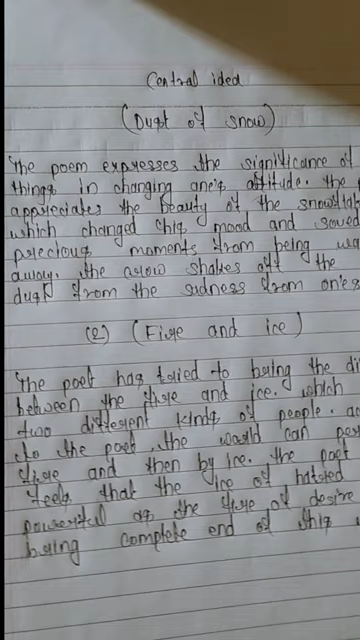 Central idea
(Dust of snow)
The poem expresses the significance of
things in changing one's attitude. the
appreciates the beauty of the snowflak
which changed his mood and saved
precious moments from being wa
away. the crow shakes off the
dust from the sadness from one's
(2) (Fire and ice)
The poet has tried to bring the di
between the fire and ice. which
two different kinds of people. ac
to the poet, the world can per
fire and then by ice. the poet
feels that the ice of hatred
powerful as the fire of desire
bring complete end of this